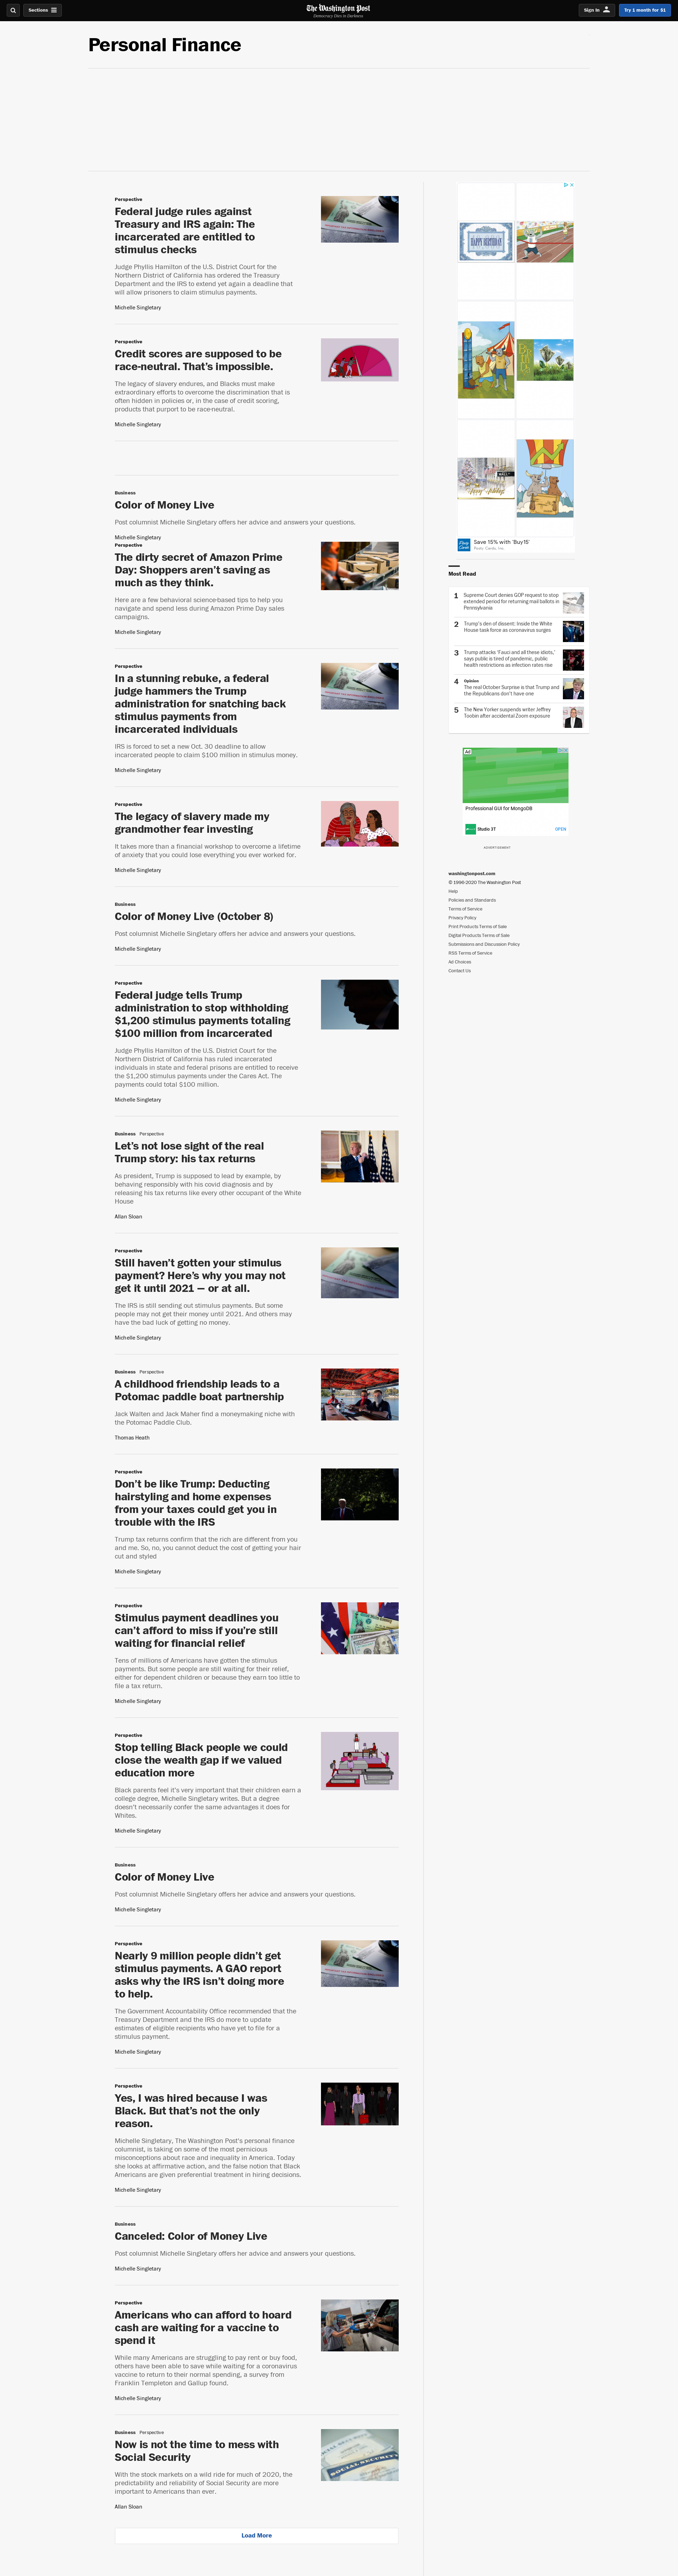 Sections
The Washington Post
Democracy Dies in Darkness
Sign In
Try 1 month for $1
Personal Finance
Perspective
Federal judge rules against
Treasury and IRS again: The
incarcerated are entitled to
stimulus checks
Judge Phyllis Hamilton of the U.S. District Court for the
Northern District of California has ordered the Treasury
Department and the IRS to extend yet again a deadline that
will allow prisoners to claim stimulus payments.
Michelle Singletary
Perspective
Credit scores are supposed to be
race-neutral. That’s impossible.
The legacy of slavery endures, and Blacks must make
extraordinary efforts to overcome the discrimination that is
often hidden in policies or, in the case of credit scoring,
products that purport to be race-neutral.
Michelle Singletary
Business
Color of Money Live
Post columnist Michelle Singletary offers her advice and answers your questions.
Michelle Singletary
Perspective
The dirty secret of Amazon Prime
Day: Shoppers aren’t saving as
much as they think.
Here are a few behavioral science-based tips to help you
navigate and spend less during Amazon Prime Day sales
campaigns.
Michelle Singletary
Perspective
In a stunning rebuke, a federal
judge hammers the Trump
administration for snatching back
stimulus payments from
incarcerated individuals
IRS is forced to set a new Oct. 30 deadline to allow
incarcerated people to claim $100 million in stimulus money.
Michelle Singletary
Perspective
The legacy of slavery made my
grandmother fear investing
It takes more than a financial workshop to overcome a lifetime
of anxiety that you could lose everything you ever worked for.
Michelle Singletary
Business
Color of Money Live (October 8)
Post columnist Michelle Singletary offers her advice and answers your questions.
Michelle Singletary
Perspective
Federal judge tells Trump
administration to stop withholding
$1,200 stimulus payments totaling
$100 million from incarcerated
Judge Phyllis Hamilton of the U.S. District Court for the
Northern District of California has ruled incarcerated
individuals in state and federal prisons are entitled to receive
the $1,200 stimulus payments under the Cares Act. The
payments could total $100 million.
Michelle Singletary
Business Perspective
Let’s not lose sight of the real
Trump story: his tax returns
As president, Trump is supposed to lead by example, by
behaving responsibly with his covid diagnosis and by
releasing his tax returns like every other occupant of the White
House
Allan Sloan
Perspective
Still haven’t gotten your stimulus
payment? Here’s why you may not
get it until 2021 — or at all.
The IRS is still sending out stimulus payments. But some
people may not get their money until 2021. And others may
have the bad luck of getting no money.
Michelle Singletary
Business Perspective
A childhood friendship leads to a
Potomac paddle boat partnership
Jack Walten and Jack Maher find a moneymaking niche with
the Potomac Paddle Club.
Thomas Heath
Perspective
Don’t be like Trump: Deducting
hairstyling and home expenses
from your taxes could get you in
trouble with the IRS
Trump tax returns confirm that the rich are different from you
and me. So, no, you cannot deduct the cost of getting your hair
cut and styled
Michelle Singletary
Perspective
Stimulus payment deadlines you
can’t afford to miss if you’re still
waiting for financial relief
Tens of millions of Americans have gotten the stimulus
payments. But some people are still waiting for their relief,
either for dependent children or because they earn too little to
file a tax return.
Michelle Singletary
Perspective
Stop telling Black people we could
close the wealth gap if we valued
education more
Black parents feel it’s very important that their children earn a
college degree, Michelle Singletary writes. But a degree
doesn’t necessarily confer the same advantages it does for
Whites.
Michelle Singletary
Business
Color of Money Live
Post columnist Michelle Singletary offers her advice and answers your questions.
Michelle Singletary
Perspective
Nearly 9 million people didn’t get
stimulus payments. A GAO report
asks why the IRS isn’t doing more
to help.
The Government Accountability Office recommended that the
Treasury Department and the IRS do more to update
estimates of eligible recipients who have yet to file for a
stimulus payment.
Michelle Singletary
Perspective
Yes, I was hired because I was
Black. But that’s not the only
reason.
Michelle Singletary, The Washington Post’s personal finance
columnist, is taking on some of the most pernicious
misconceptions about race and inequality in America. Today
she looks at affirmative action, and the false notion that Black
Americans are given preferential treatment in hiring decisions.
Michelle Singletary
Business
Canceled: Color of Money Live
Post columnist Michelle Singletary offers her advice and answers your questions.
Michelle Singletary
Perspective
Americans who can afford to hoard
cash are waiting for a vaccine to
spend it
While many Americans are struggling to pay rent or buy food,
others have been able to save while waiting for a coronavirus
vaccine to return to their normal spending, a survey from
Franklin Templeton and Gallup found.
Michelle Singletary
Business Perspective
Now is not the time to mess with
Social Security
With the stock markets on a wild ride for much of 2020, the
predictability and reliability of Social Security are more
important to Americans than ever.
Allan Sloan
Load More
HAPPY BIRTHDAY
Save 15% with 'Buy15'
Posty Cards, Inc.
Most Read
1
Supreme Court denies GOP request to stop
extended period for returning mail ballots in
Pennsylvania
2
Trump’s den of dissent: Inside the White
House task force as coronavirus surges
3
Trump attacks ‘Fauci and all these idiots,’
says public is tired of pandemic, public
health restrictions as infection rates rise
4
Opinion
The real October Surprise is that Trump and
the Republicans don’t have one
5
The New Yorker suspends writer Jeffrey
Toobin after accidental Zoom exposure
Ad
Professional GUI for MongoDB
Studio 3T
OPEN
ADVERTISEMENT
washingtonpost.com
© 1996-2020 The Washington Post
Help
Policies and Standards
Terms of Service
Privacy Policy
Print Products Terms of Sale
Digital Products Terms of Sale
Submissions and Discussion Policy
RSS Terms of Service
Ad Choices
Contact Us
SOCIAL SECURITY